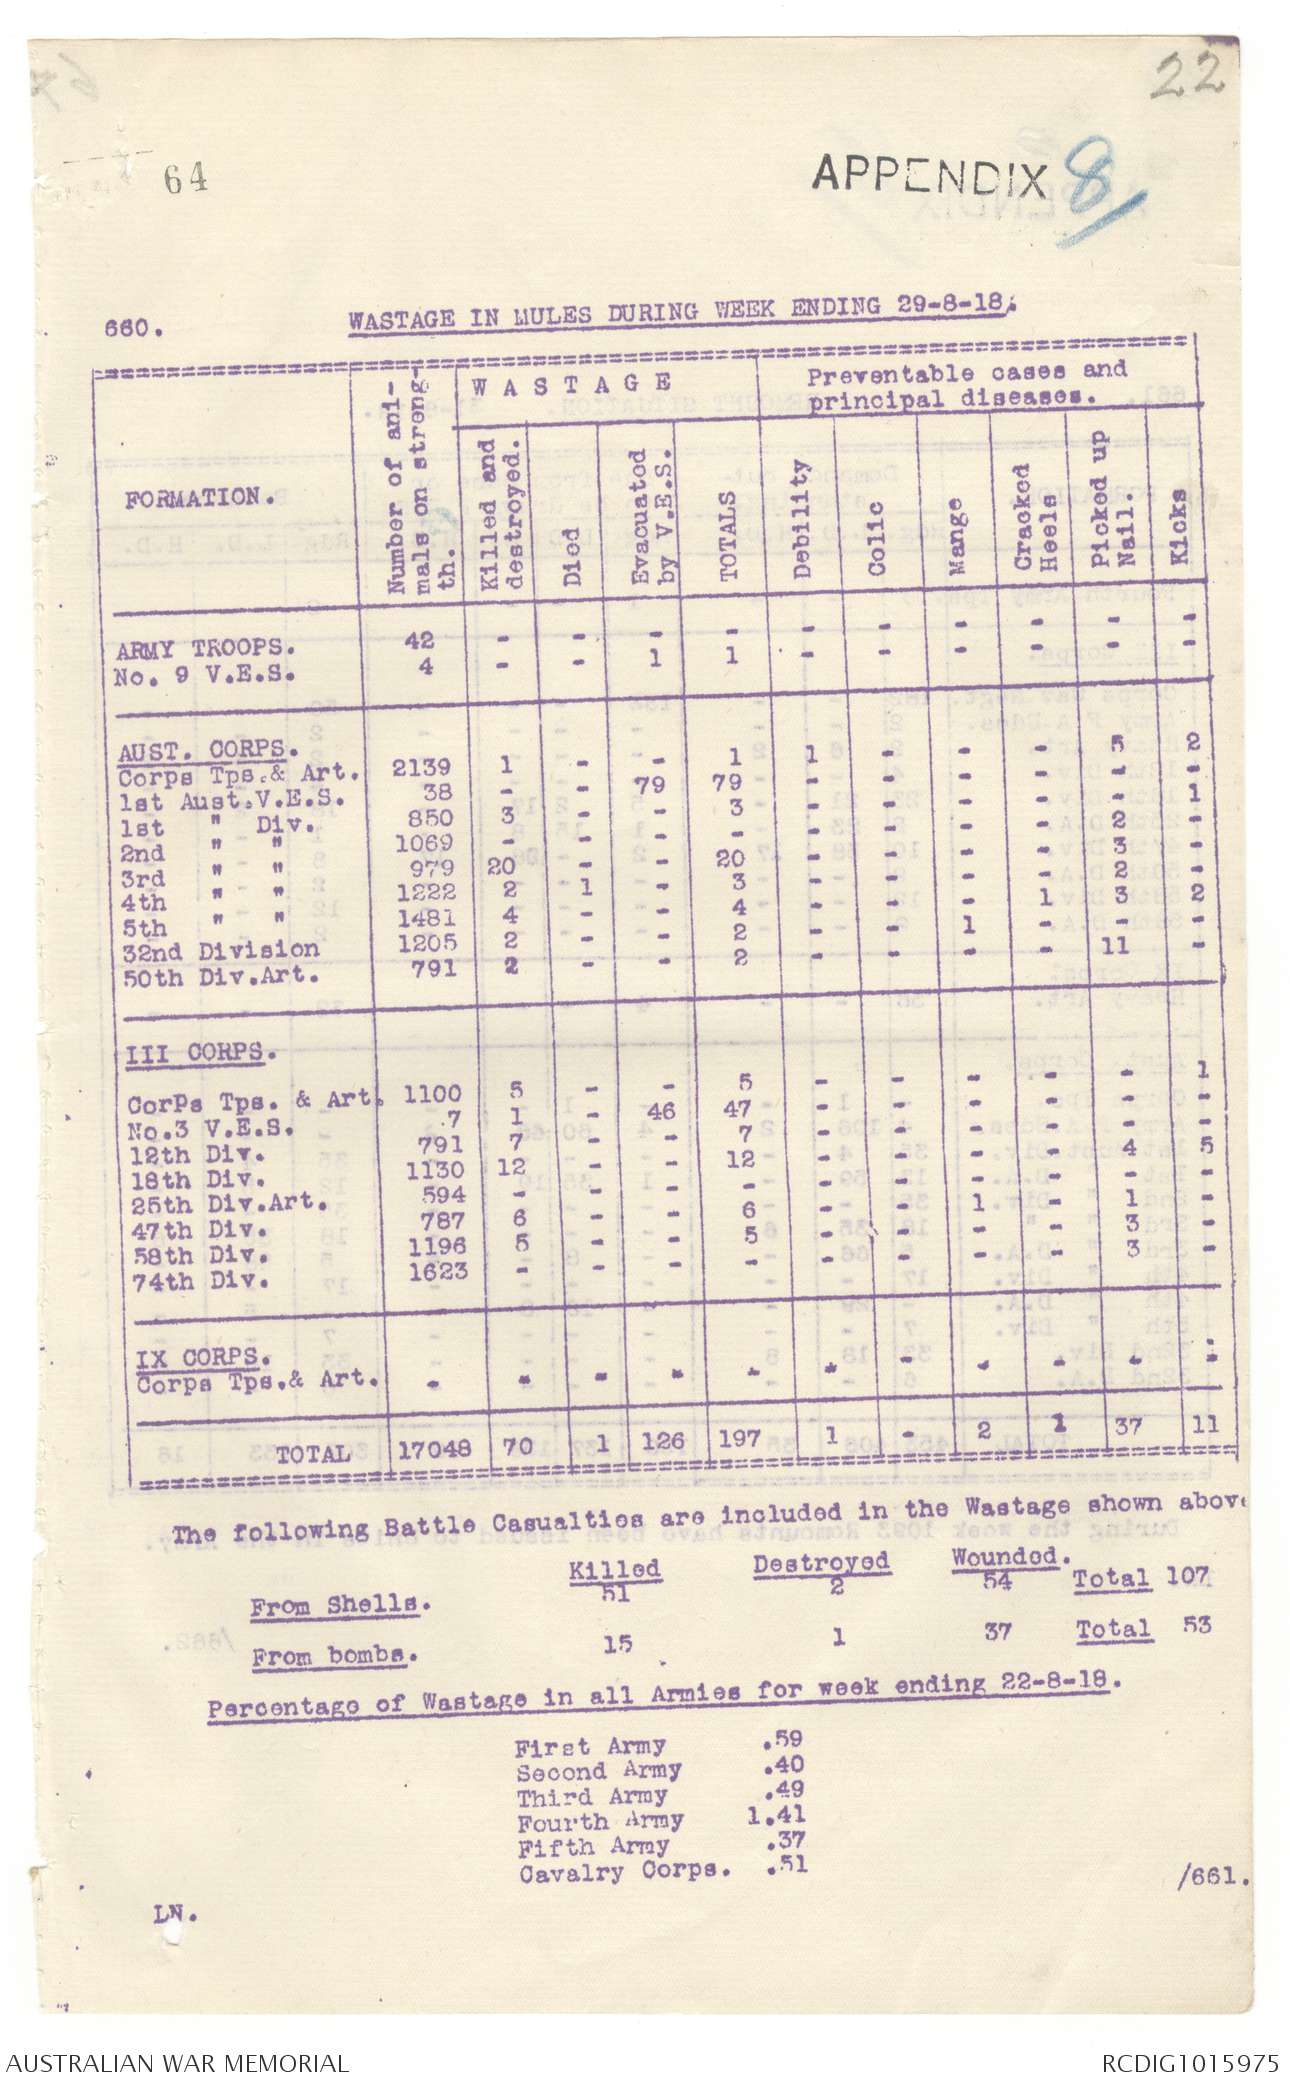 22
64
APPENDIX 8
660. WASTAGE IN MULES DURING WEEK ENDING 29-8-18.
FORMATION. Number of ani-mals on streng-th. WASTAGE Preventable cases and principal diseases.
Killed and destroyed. Died Evacuated by V.E.S. TOTALS Debility Colic Mange Cracked Heels Picked up Nail. Kicks
ARMY TROOPS. 42 - - - - - - - - - -
No. 9 V.E.S. 4 - - 1 1 - - - - - -
AUST. CORPS.
Corps Tps.& Art. 2139 1 - - 1 1 - - - 5 2
1st Aust.V.E.S. 38 - - 79 79 - - - - - -
1st " Div. 850 3 - - 3 - - - - - 1
2nd " " 1069 - - - - - - - - 2 -
3rd " " 979 20 - - 20 - - - - 3 -
4th " " 1222 2 1 - 3 - - - - 2 -
5th " " 1481 4 - - 4 - - - 1 3 2
32nd Division 1205 2 - - 2 - - 1 - - -
50th Div.Art. 791 2 - - 2 - - - - 11 -
III CORPS.
CorPs Tps. & Art. 1100 5 - - 5 - - - - - 1
No.3 V.E.S. 7 1 - 46 47 - - - - - -
12th Div. 791 7 - - 7 - - - - - -
18th Div. 1130 12 - - 12 - - - - 4 5
25th Div.Art. 594 - - - - - - - - - -
47th Div. 787 6 - - 6 - - 1 - 1 -
58th Div. 1196 5 - - 5 - - - - 3 -
74th Div. 1623 - - - - - - - - 3 -
IX CORPS.
Corps Tps.& Art. - - - - - - - - - - -
TOTAL 17048 70 1 126 197 1 - 2 1 37 11
The following Battle Casualties are included in the Wastage shown above
Killed Destroyed Wounded.
From Shells. 51 2 54 Total 107
From bombs. 15 1 37 Total 53
Percentage of Wastage in all Armies for week ending 22-8-18.
First Army .59
Second Army .40
Third Army .49
Fourth Army 1.41
Fifth Army .37
Cavalry Corps. .51
/661.
LN.
AUSTRALIAN WAR MEMORIAL RCDIG1015975